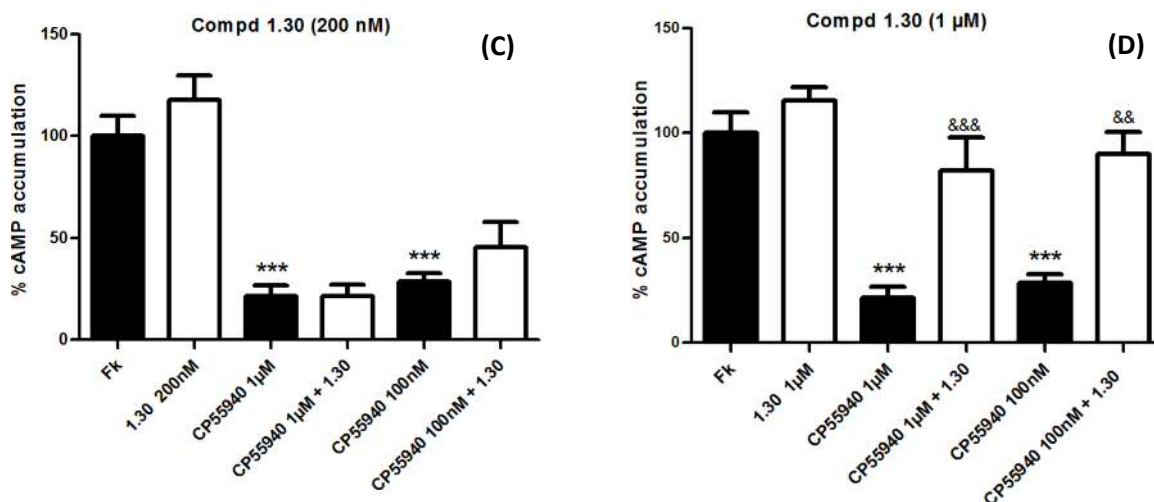 Compd 1.30 (200 nM)
(C)
% cAMP accumulation
150
100
50
0
***
***
Fk
1.30 200nM
CP55940 1µM
CP55940 1µM + 1.30
CP55940 100nM
CP55940 100nM + 1.30
Compd 1.30 (1 µM)
(D)
% cAMP accumulation
150
100
50
0
***
&&&
***
&&
Fk
1.30 1µM
CP55940 1µM
CP55940 1µM + 1.30
CP55940 100nM
CP55940 100nM + 1.30